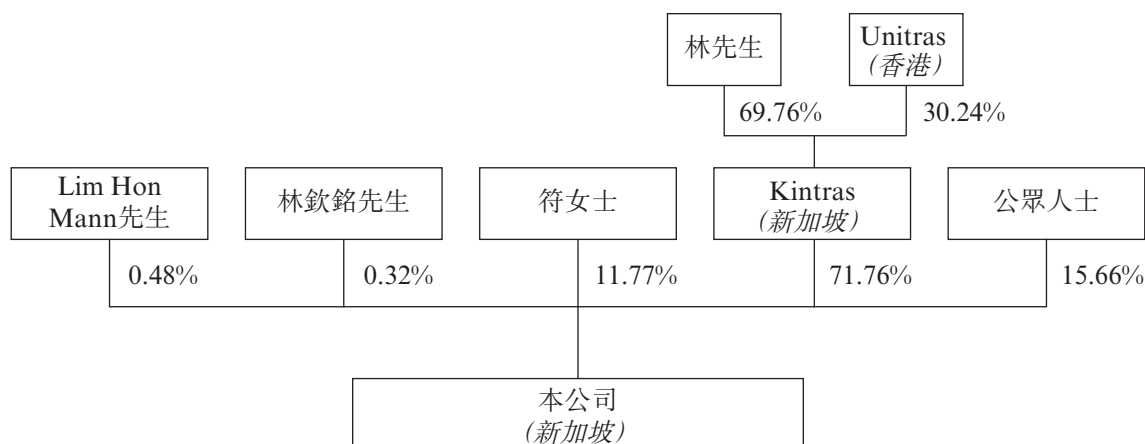 林先生
Unitras
(香港)
69.76%
30.24%
Lim Hon
Mann先生
林欽銘先生
符女士
Kintras
(新加坡)
公眾人士
0.48%
0.32%
11.77%
71.76%
15.66%
本公司
(新加坡)